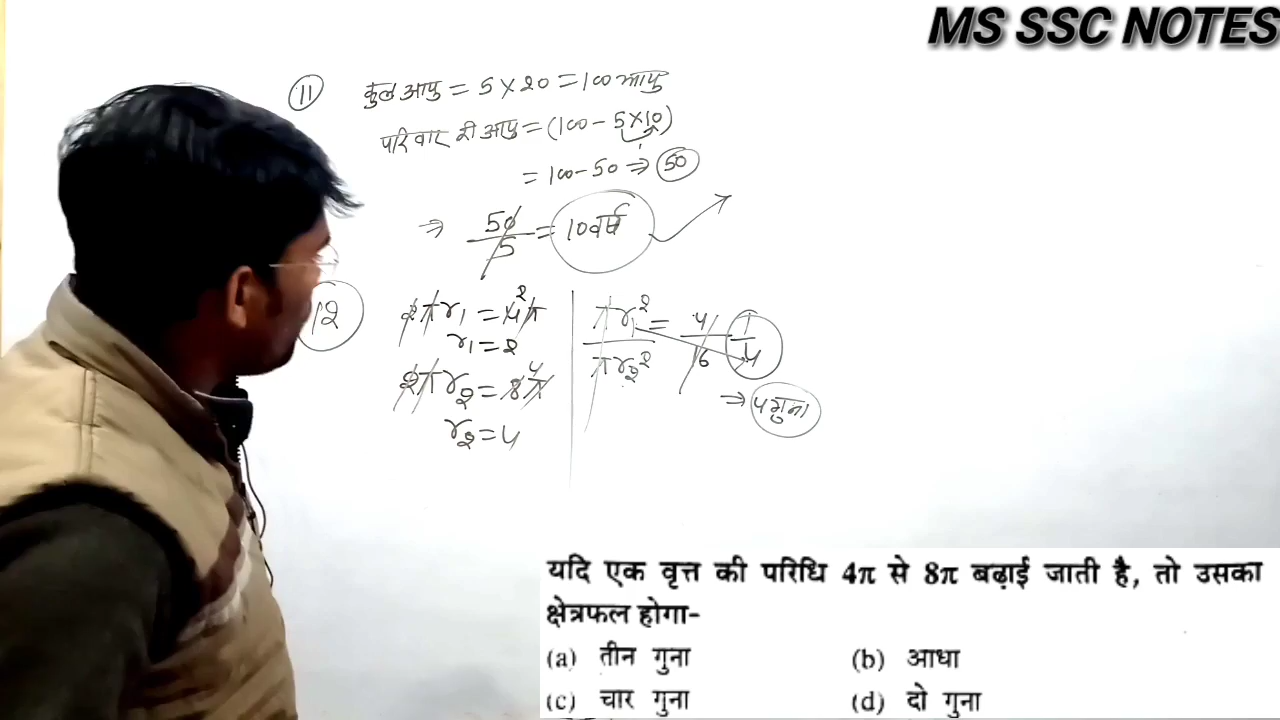 MS SSC NOTES
11 कुल आयु = 5 × 20 = 100 आयु
परिवार की आयु = (100 - 5 × 10)
= 100 - 50 ⇒ 50
⇒ 50/5 = 10 वर्ष
12 2πr₁ = 4π 2
r₁ = 2
2πr₂ = 8π 4
r₂ = 4
πr₁²/πr₂² = 4/16 1/4
⇒ 4 गुना
यदि एक वृत्त की परिधि 4π से 8π बढ़ाई जाती है, तो उसका
क्षेत्रफल होगा-
(a) तीन गुना (b) आधा
(c) चार गुना (d) दो गुना